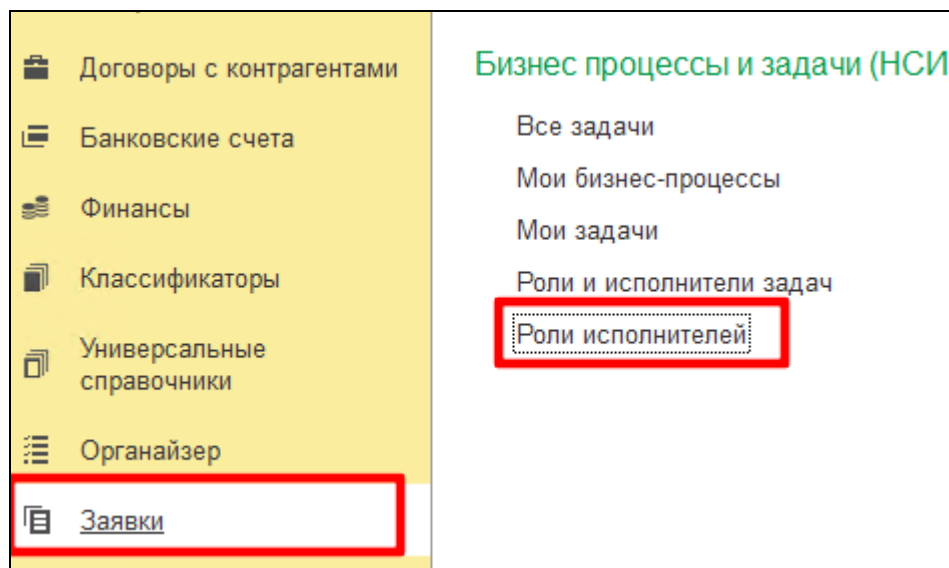 Договоры с контрагентами
Банковские счета
Финансы
Классификаторы
Универсальные
справочники
Органайзер
Заявки
Бизнес процессы и задачи (НСИ
Все задачи
Мои бизнес-процессы
Мои задачи
Роли и исполнители задач
Роли исполнителей